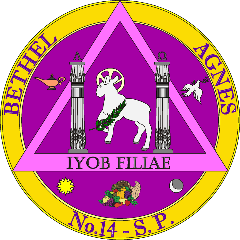 BETHEL
AGNES
IYOB FILIAE
No.14 - S. P.